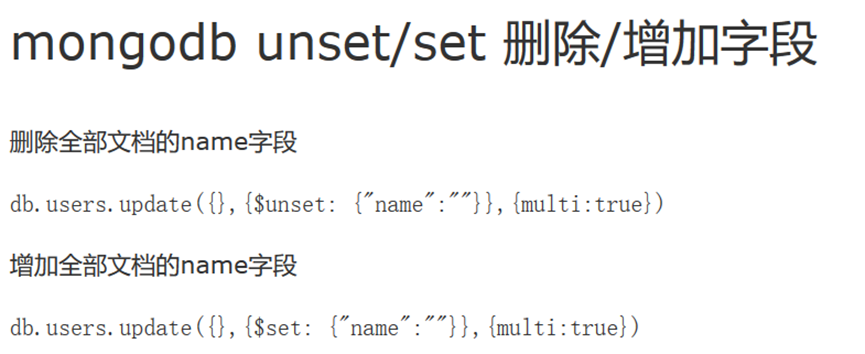 mongodb unset/set 删除/增加字段
删除全部文档的name字段
db.users.update({},{$unset: {"name":""}},{multi:true})
增加全部文档的name字段
db.users.update({},{$set: {"name":""}},{multi:true})